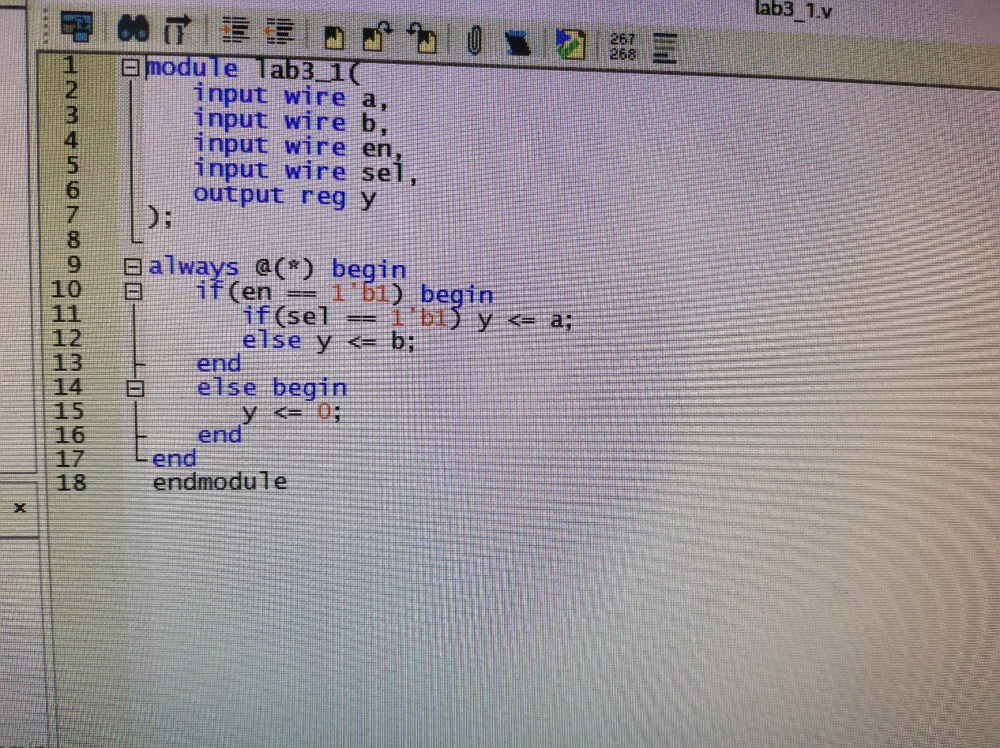 lab3_1.v
267
268
1 module lab3_1(
2 input wire a,
3 input wire b,
4 input wire en,
5 input wire sel,
6 output reg y
7 );
8
9 always @(*) begin
10 if(en == 1'b1) begin
11 if(sel == 1'b1) y <= a;
12 else y <= b;
13 end
14 else begin
15 y <= 0;
16 end
17 end
18 endmodule